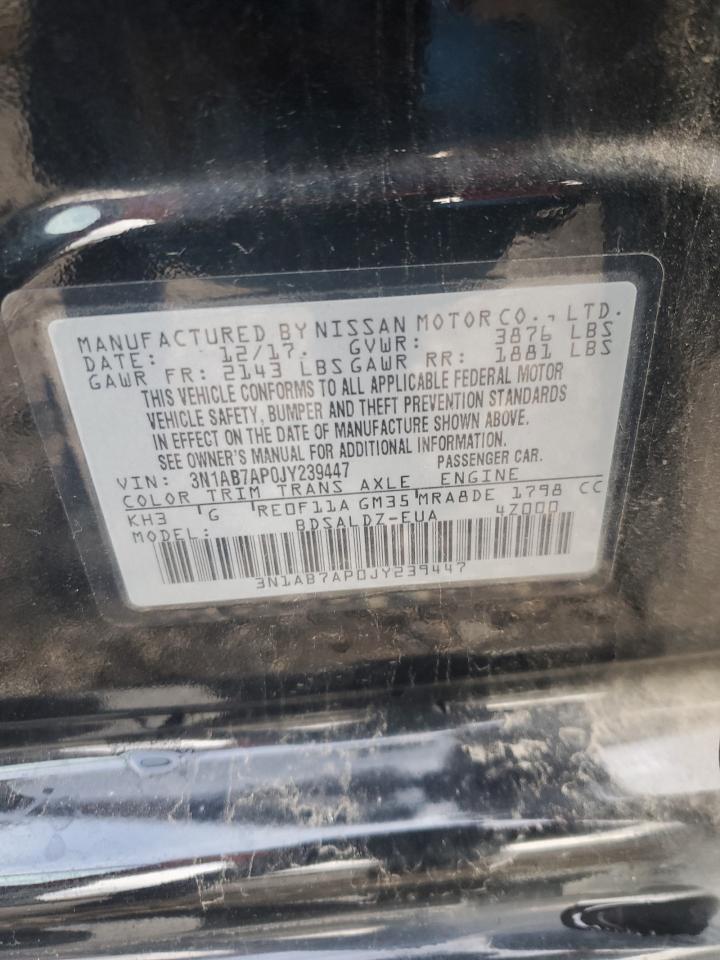 MANUFACTURED BY NISSAN MOTOR CO., LTD.
DATE: 12/17. GVWR: 3876 LBS
GAWR FR: 2143 LBS GAWR RR: 1881 LBS
THIS VEHICLE CONFORMS TO ALL APPLICABLE FEDERAL MOTOR
VEHICLE SAFETY, BUMPER AND THEFT PREVENTION STANDARDS
IN EFFECT ON THE DATE OF MANUFACTURE SHOWN ABOVE.
SEE OWNER'S MANUAL FOR ADDITIONAL INFORMATION.
VIN: 3N1AB7AP0JY239447 PASSENGER CAR.
COLOR TRIM TRANS AXLE ENGINE
KH3 G RE0F11A GM35 MRA8DE 1798 CC
MODEL: BDSALDZ-EUA 4Z000
3N1AB7AP0JY239447